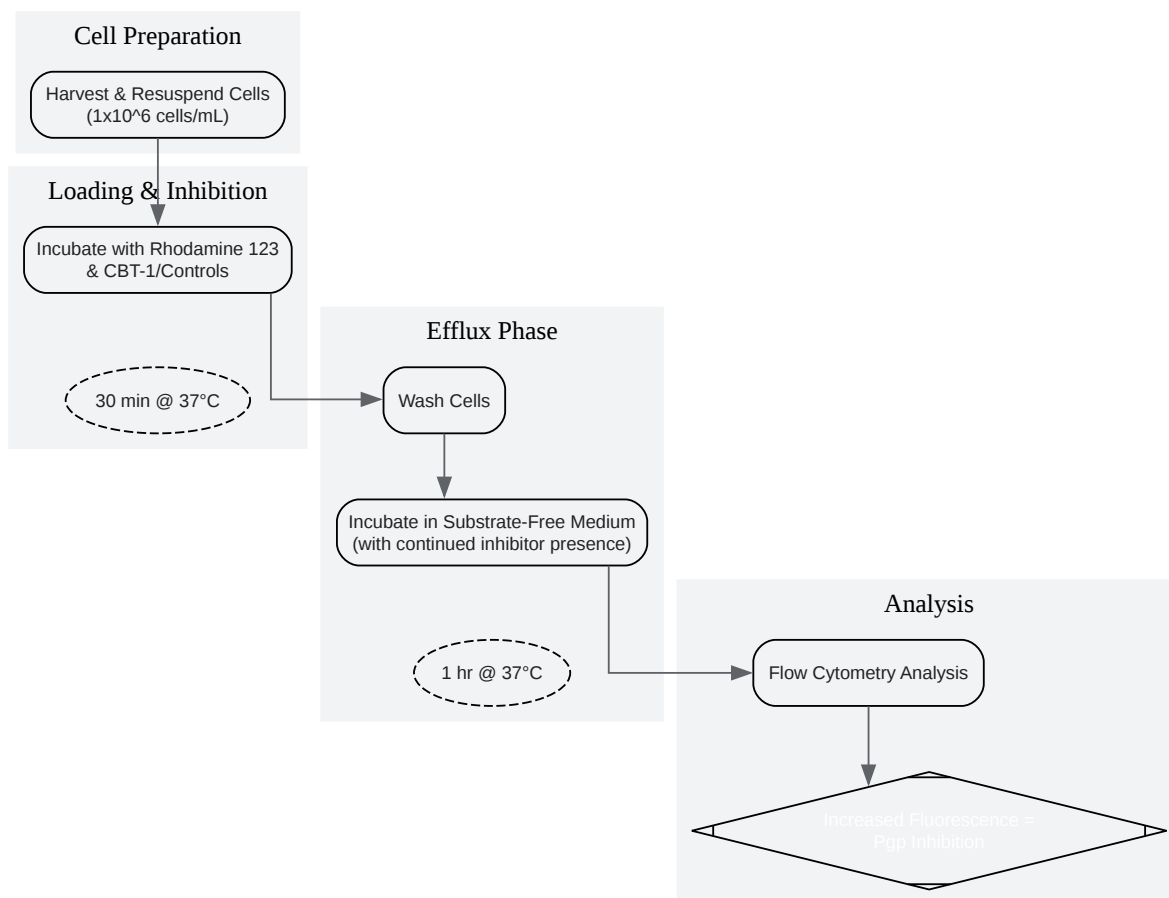 Cell Preparation
Harvest & Resuspend Cells
(1x10^6 cells/mL)
Loading & Inhibition
Incubate with Rhodamine 123
& CBT-1/Controls
30 min @ 37°C
Efflux Phase
Wash Cells
Incubate in Substrate-Free Medium
(with continued inhibitor presence)
1 hr @ 37°C
Analysis
Flow Cytometry Analysis
Increased Fluorescence =
Pgp Inhibition